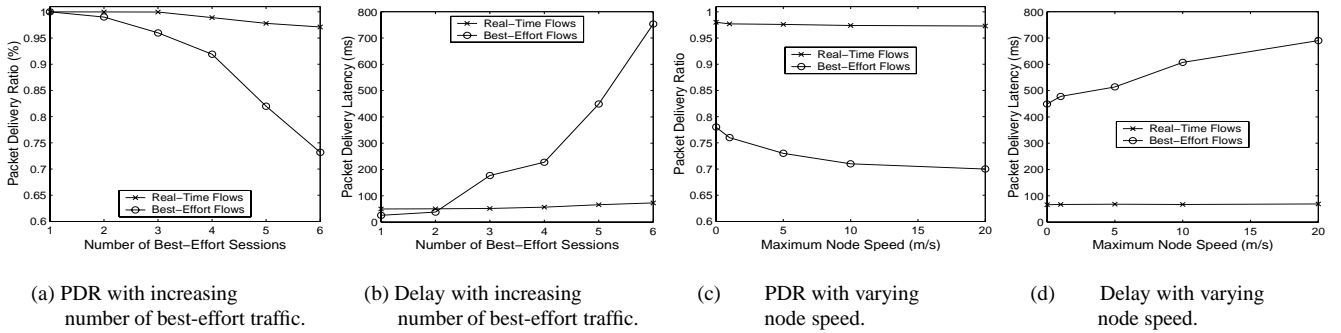 1
0.95
0.9
0.85
0.8
0.75
0.7
0.65
0.6
Packet Delivery Ratio (%)
Real−Time Flows
Best−Effort Flows
1 2 3 4 5 6
Number of Best−Effort Sessions
800
700
600
500
400
300
200
100
0
Packet Delivery Latency (ms)
Real−Time Flows
Best−Effort Flows
1 2 3 4 5 6
Number of Best−Effort Sessions
1
0.95
0.9
0.85
0.8
0.75
0.7
0.65
0.6
Packet Delivery Ratio
Real−Time Flows
Best−Effort Flows
0 5 10 15 20
Maximum Node Speed (m/s)
800
700
600
500
400
300
200
100
0
Packet Delivery Latency (ms)
Real−Time Flows
Best−Effort Flows
0 5 10 15 20
Maximum Node Speed (m/s)
(a) PDR with increasing
number of best-effort traffic.
(b) Delay with increasing
number of best-effort traffic.
(c) PDR with varying
node speed.
(d) Delay with varying
node speed.